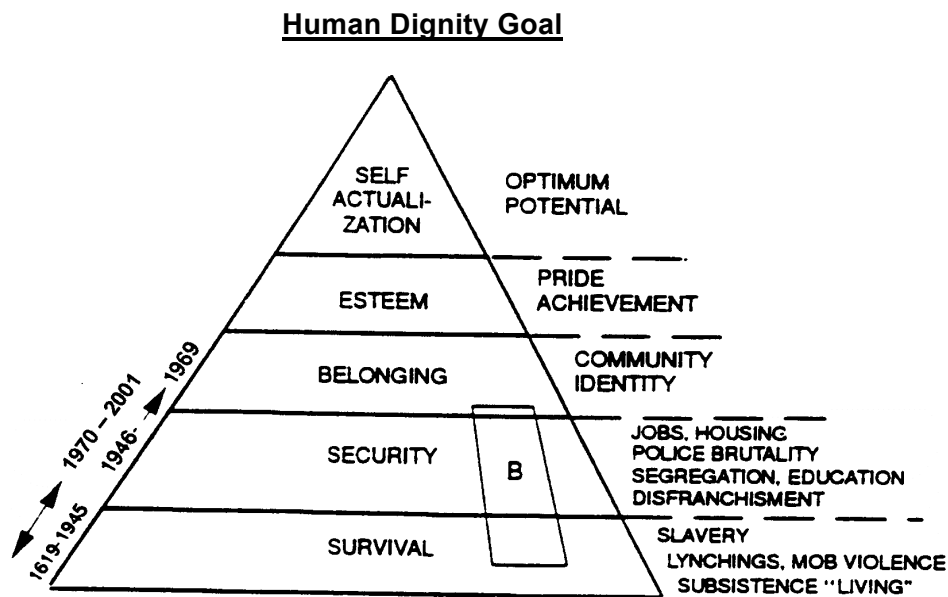 Human Dignity Goal
SELF
ACTUALI-
ZATION
OPTIMUM
POTENTIAL
ESTEEM
PRIDE
ACHIEVEMENT
BELONGING
COMMUNITY
IDENTITY
SECURITY
B
JOBS, HOUSING
POLICE BRUTALITY
SEGREGATION, EDUCATION
DISFRANCHISMENT
SURVIVAL
SLAVERY
LYNCHINGS, MOB VIOLENCE
SUBSISTENCE "LIVING"
1970 – 2001
1946- 1969
1619-1945